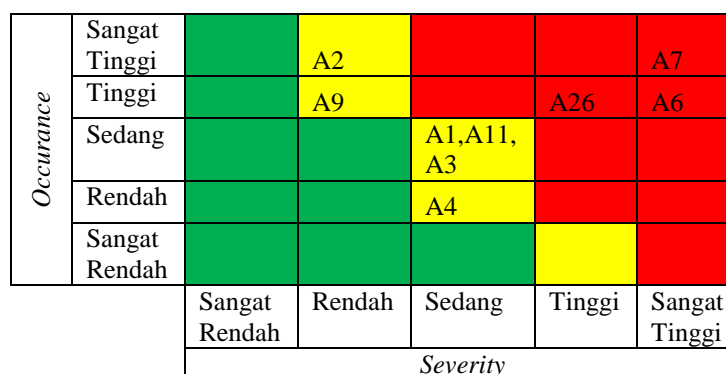 Occurance
Sangat
Tinggi
A2
A7
Tinggi
A9
A26
A6
Sedang
A1,A11,
A3
Rendah
A4
Sangat
Rendah
Sangat
Rendah
Rendah
Sedang
Tinggi
Sangat
Tinggi
Severity